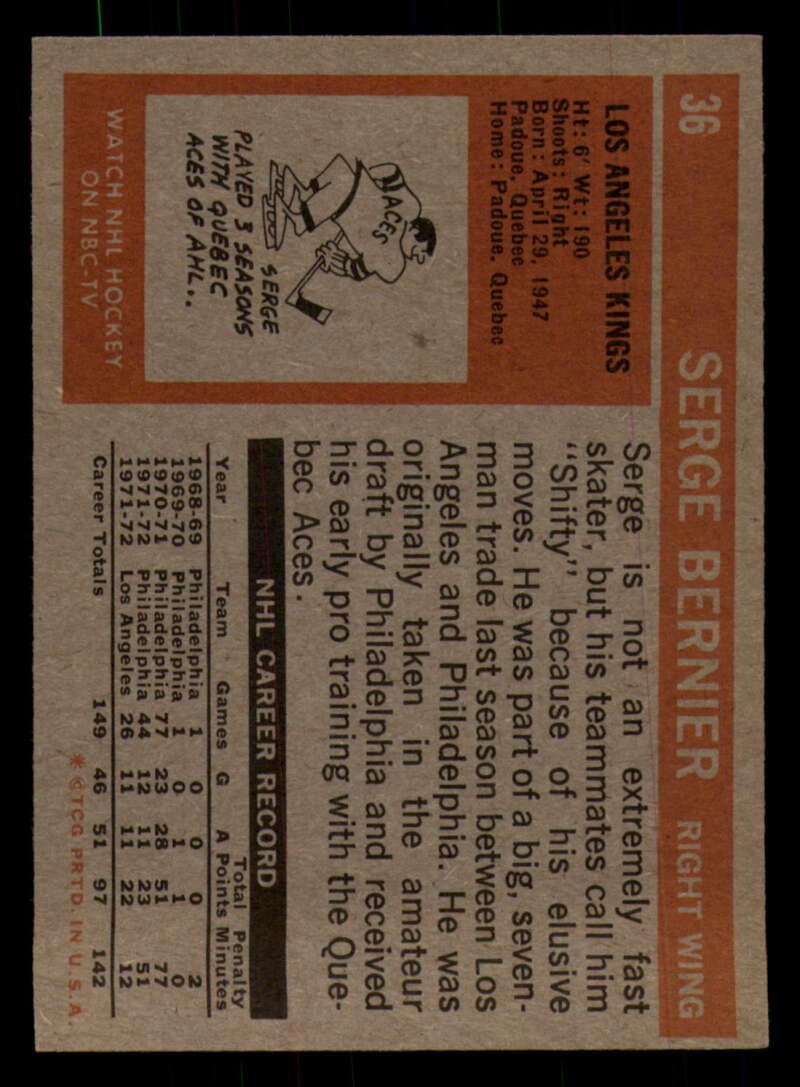 36 SERGE BERNIER RIGHT WING
LOS ANGELES KINGS
Ht: 6' Wt: 190
Shoots: Right
Born: April 29, 1947
Padoue, Quebec
Home: Padoue, Quebec
ACES
SERGE
PLAYED 3 SEASONS
WITH QUEBEC
ACES OF AHL..
WATCH NHL HOCKEY
ON NBC-TV
Serge is not an extremely fast
skater, but his teammates call him
"Shifty" because of his elusive
moves. He was part of a big, seven-
man trade last season between Los
Angeles and Philadelphia. He was
originally taken in the amateur
draft by Philadelphia and received
his early pro training with the Que-
bec Aces.
NHL CAREER RECORD
Total Penalty
Year Team Games G A Points Minutes
1968-69 Philadelphia 1 0 0 0 2
1969-70 Philadelphia 1 0 1 1 0
1970-71 Philadelphia 77 23 28 51 77
1971-72 Philadelphia 44 12 11 23 51
1971-72 Los Angeles 26 11 11 22 12
Career Totals 149 46 51 97 142
* ©TCG PRTD. IN U.S.A.